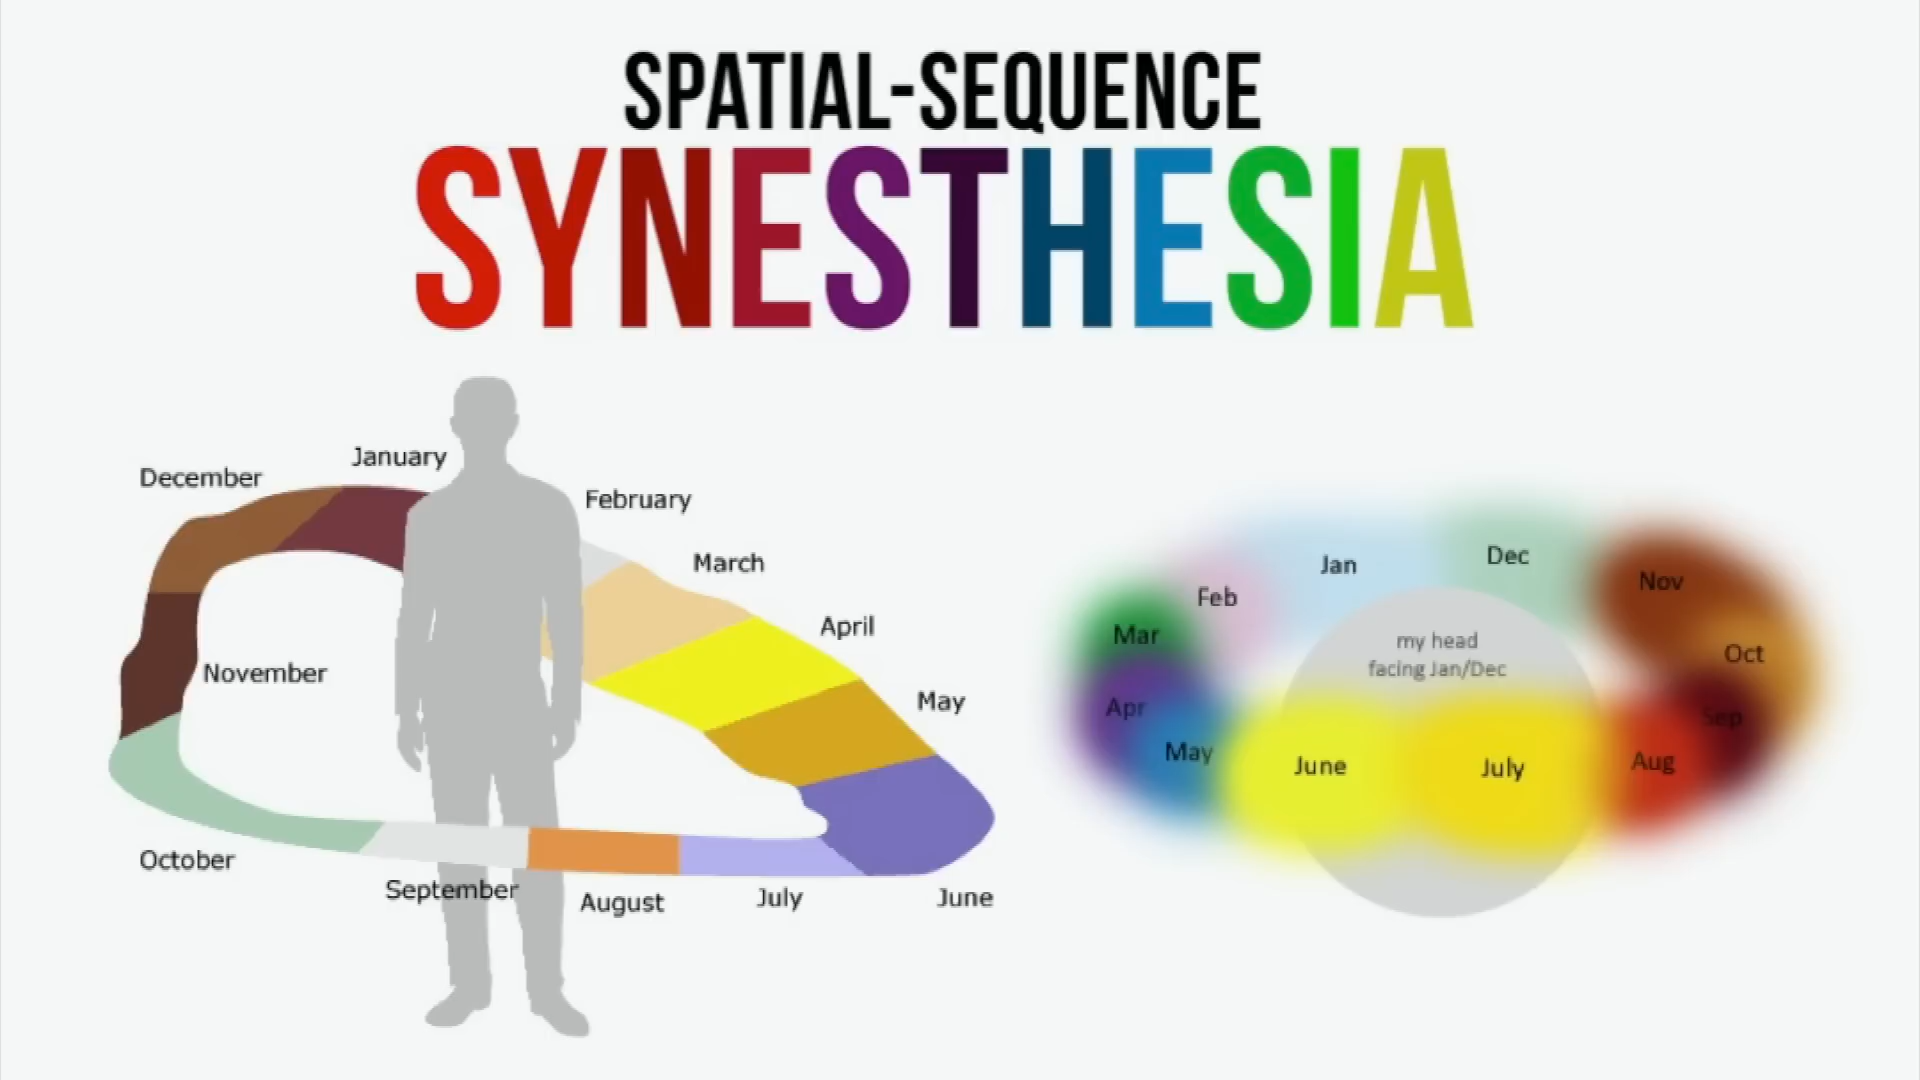 SPATIAL-SEQUENCE
SYNESTHESIA
January
December
February
March
April
May
November
October
September
August
July
June
Jan
Dec
Nov
Feb
Mar
my head
facing Jan/Dec
Oct
Apr
Sep
May
June
July
Aug